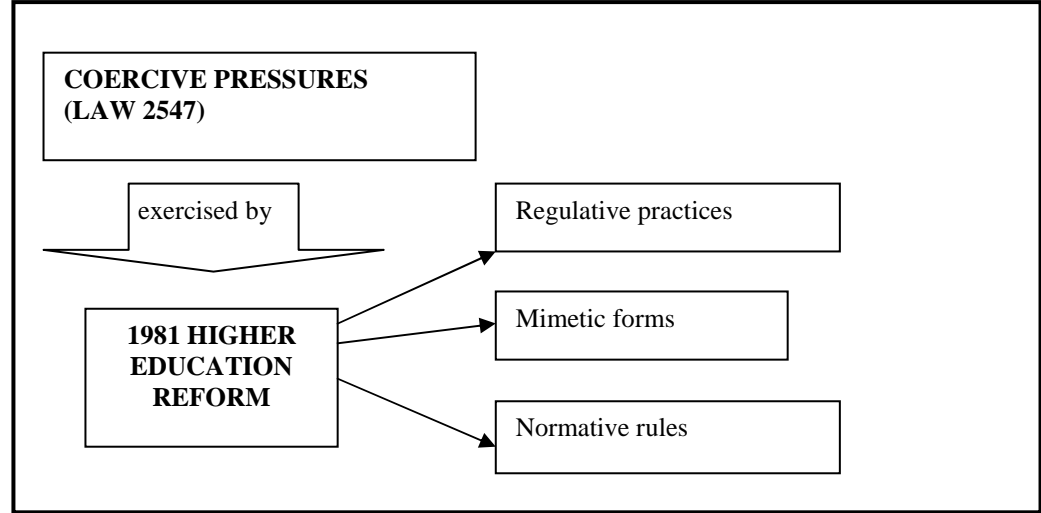 COERCIVE PRESSURES
(LAW 2547)
exercised by
Regulative practices
Mimetic forms
1981 HIGHER
EDUCATION
REFORM
Normative rules